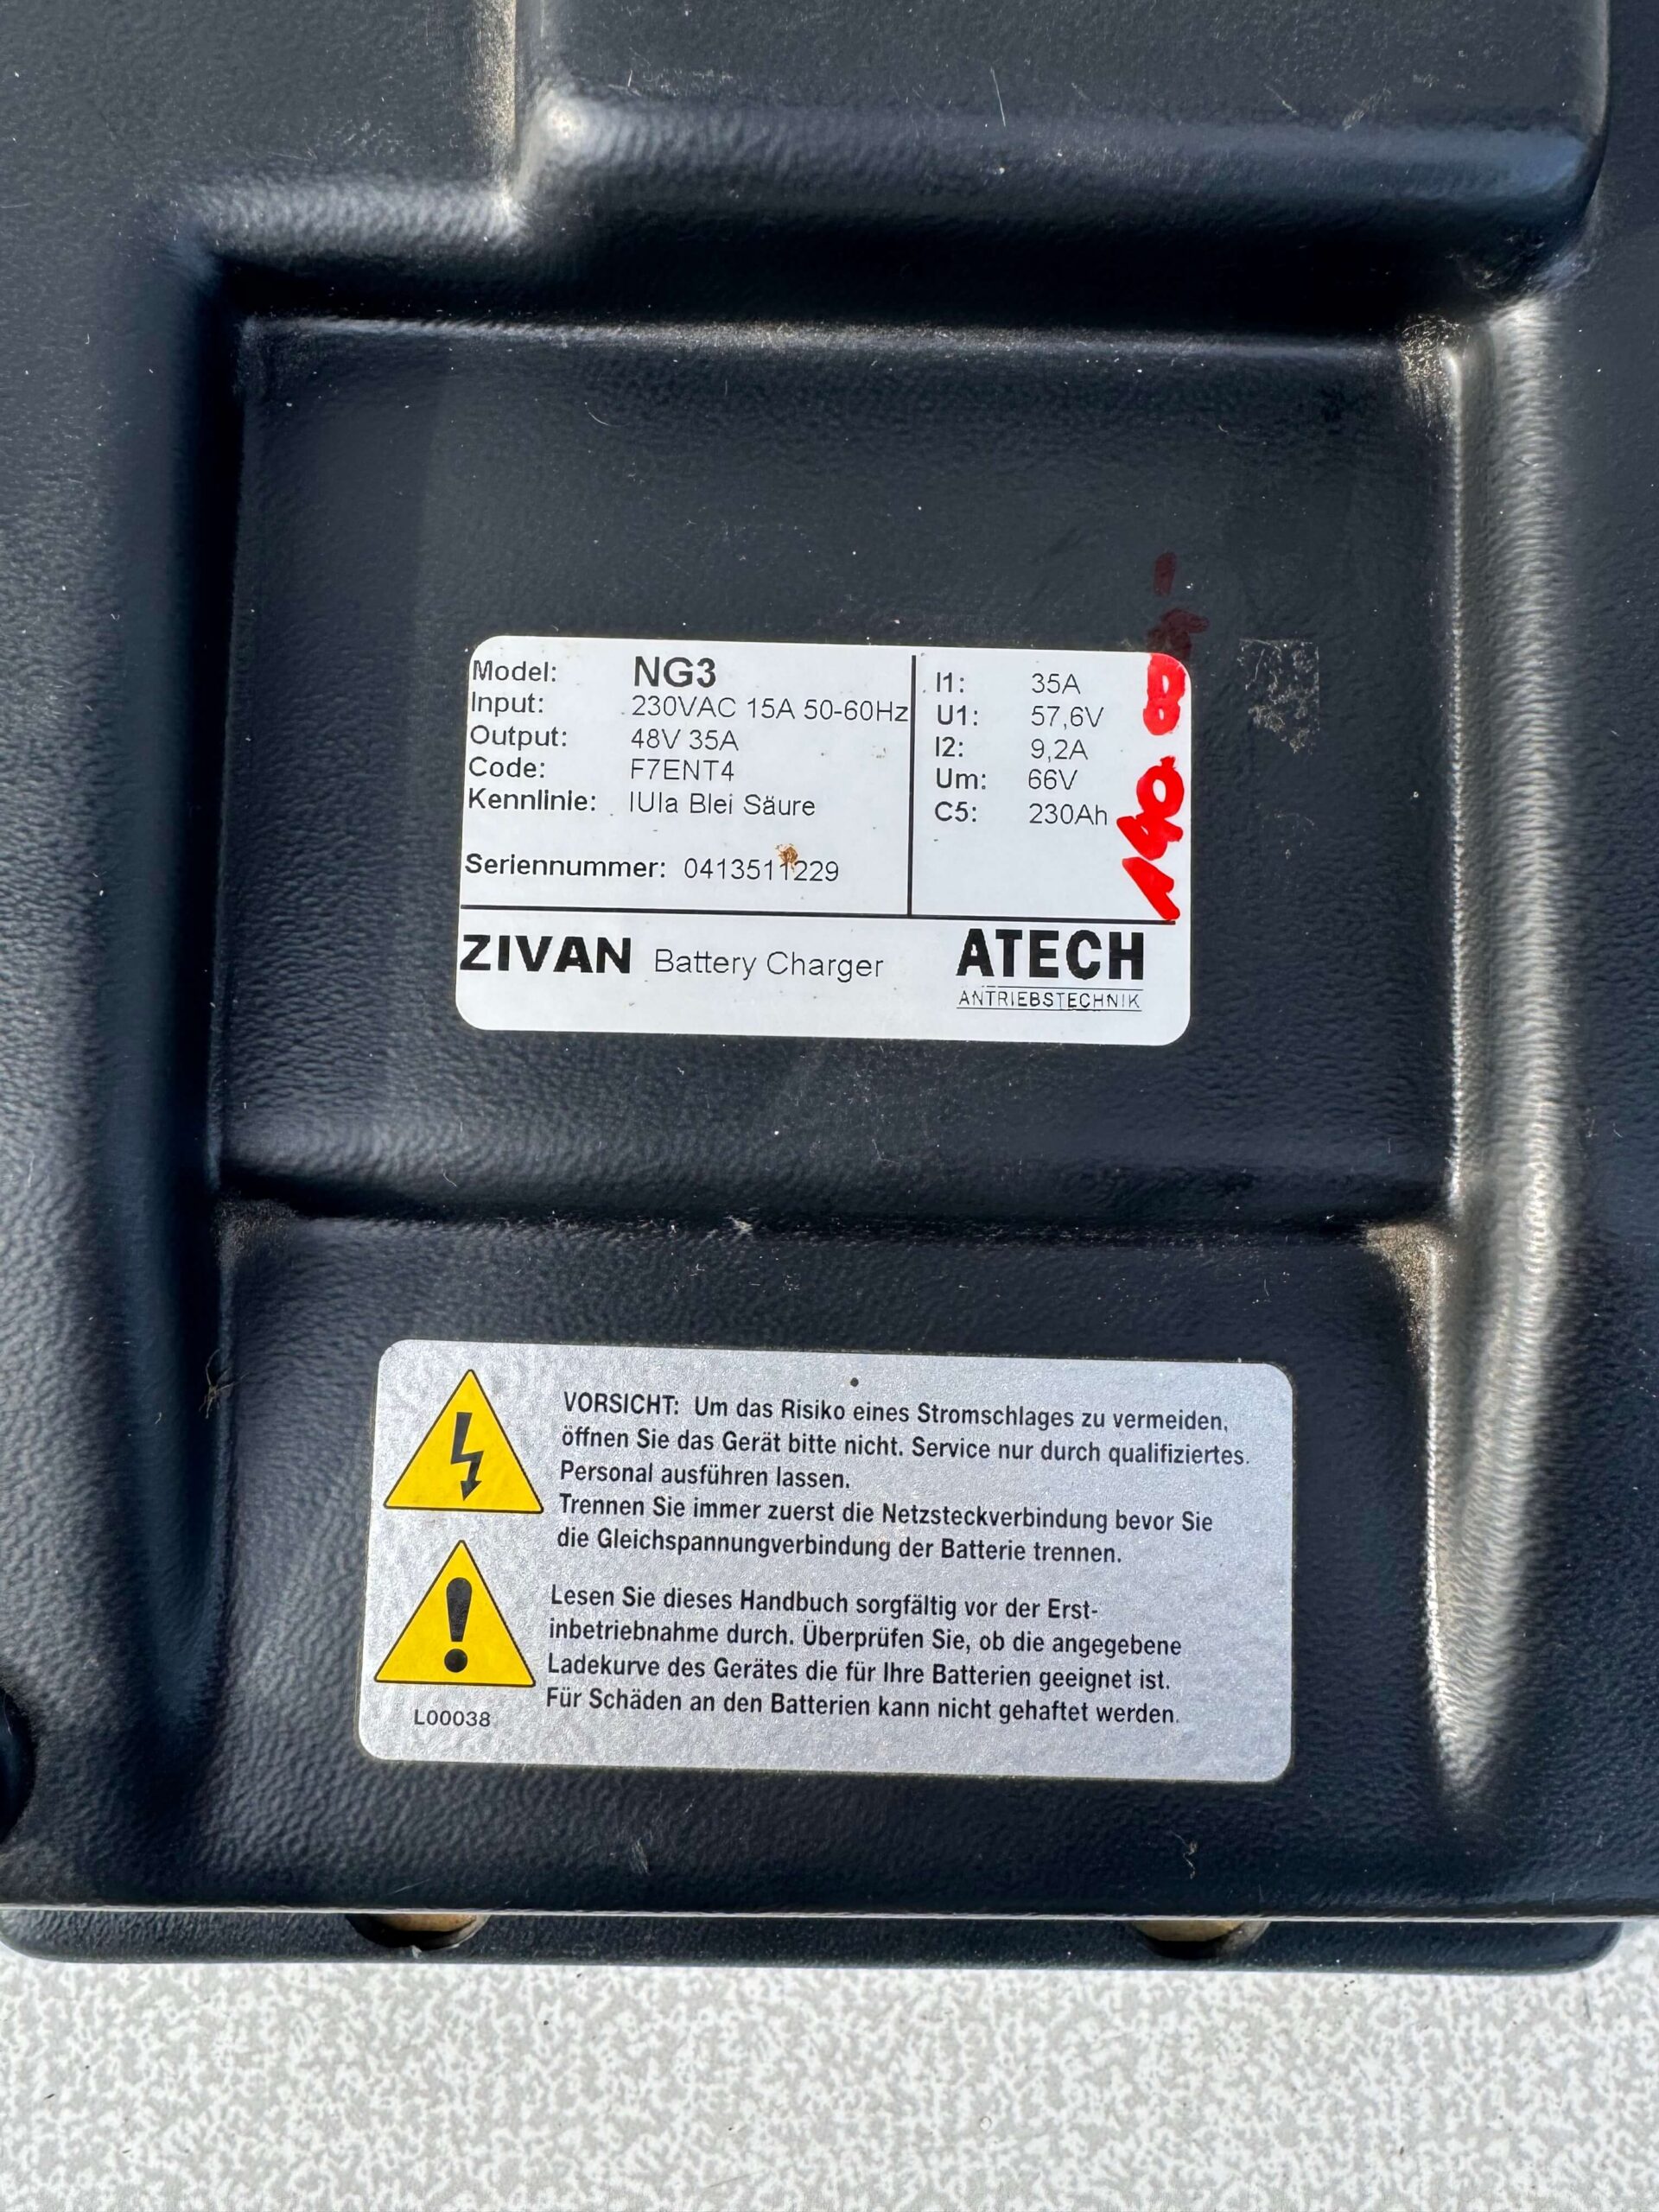 Model: NG3
Input: 230VAC 15A 50-60Hz
Output: 48V 35A
Code: F7ENT4
Kennlinie: IUIa Blei Säure
Seriennummer: 0413511229
I1: 35A
U1: 57,6V
I2: 9,2A
Um: 66V
C5: 230Ah
ZIVAN Battery Charger
ATECH
ANTRIEBSTECHNIK
VORSICHT: Um das Risiko eines Stromschlages zu vermeiden,
öffnen Sie das Gerät bitte nicht. Service nur durch qualifiziertes.
Personal ausführen lassen.
Trennen Sie immer zuerst die Netzsteckverbindung bevor Sie
die Gleichspannungverbindung der Batterie trennen.
Lesen Sie dieses Handbuch sorgfältig vor der Erst-
inbetriebnahme durch. Überprüfen Sie, ob die angegebene
Ladekurve des Gerätes die für Ihre Batterien geeignet ist.
Für Schäden an den Batterien kann nicht gehaftet werden.
L00038